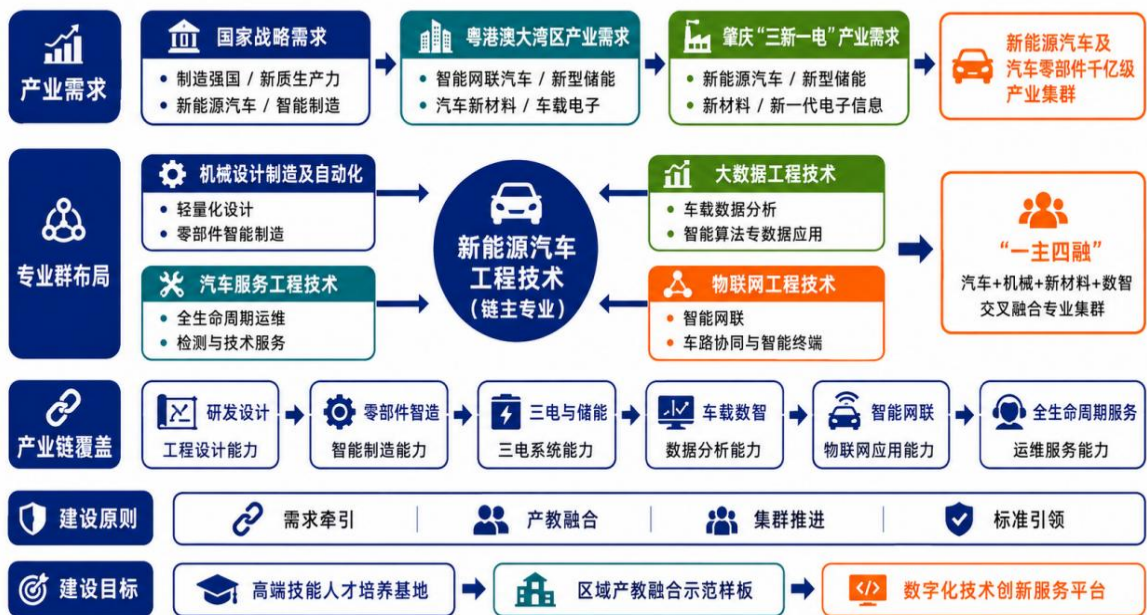 产业需求
国家战略需求
• 制造强国 / 新质生产力
• 新能源汽车 / 智能制造
粤港澳大湾区产业需求
• 智能网联汽车 / 新型储能
• 汽车新材料 / 车载电子
肇庆“三新一电”产业需求
• 新能源汽车 / 新型储能
• 新材料 / 新一代电子信息
新能源汽车及
汽车零部件千亿级
产业集群
专业群布局
机械设计制造及自动化
• 轻量化设计
• 零部件智能制造
汽车服务工程技术
• 全生命周期运维
• 检测与技术服务
新能源汽车
工程技术
（链主专业）
大数据工程技术
• 车载数据分析
• 智能算法专数据应用
物联网工程技术
• 智能网联
• 车路协同与智能终端
“一主四融”
汽车+机械+新材料+数智
交叉融合专业集群
产业链覆盖
研发设计
工程设计能力
零部件智造
智能制造能力
三电与储能
三电系统能力
车载数智
数据分析能力
智能网联
物联网应用能力
全生命周期服务
运维服务能力
建设原则
需求牵引
产教融合
集群推进
标准引领
建设目标
高端技能人才培养基地
区域产教融合示范样板
</>
数字化技术创新服务平台